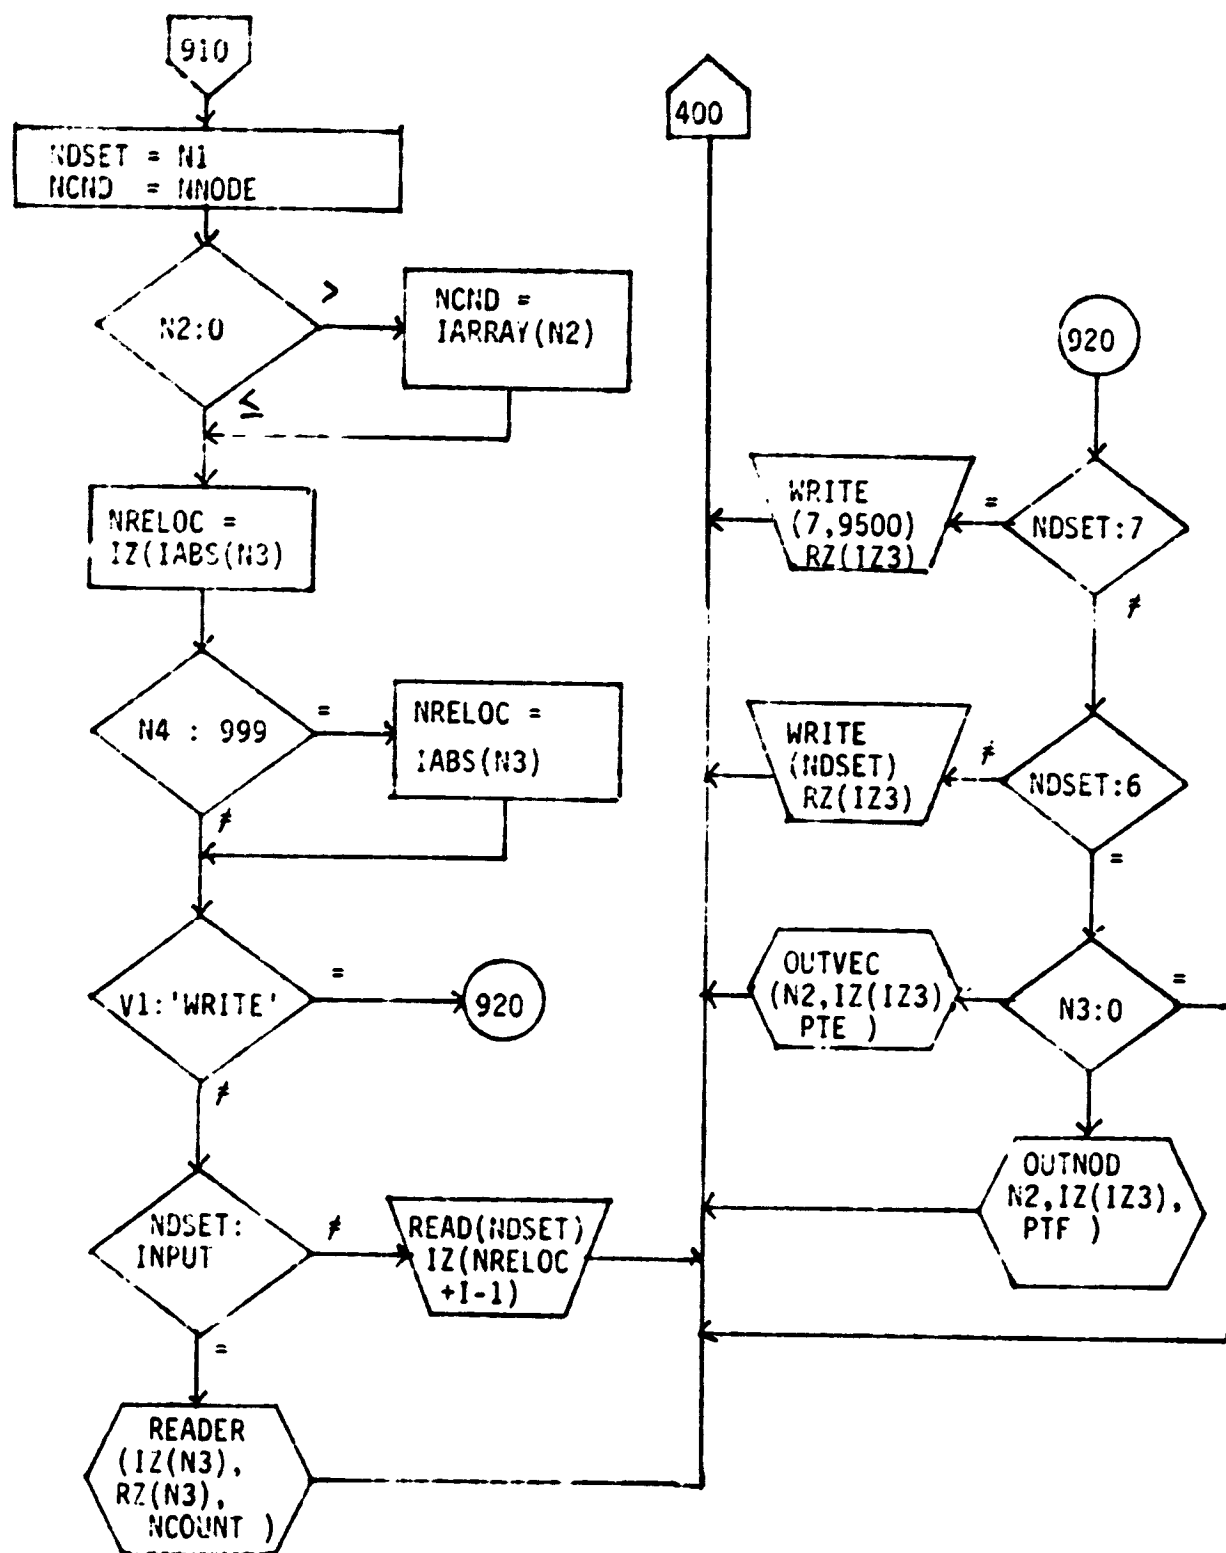 910
NDSET = N1
NCND = NNODE
N2:0
>
≤
NCND =
IARRAY(N2)
NRELOC =
IZ(IABS(N3)
N4 : 999
=
≠
NRELOC =
IABS(N3)
V1:'WRITE'
=
≠
920
NDSET:
INPUT
≠
=
READ(NDSET)
IZ(NRELOC
+I-1)
READER
(IZ(N3),
RZ(N3),
NCOUNT )
400
920
NDSET:7
=
≠
WRITE
(7,9500)
RZ(IZ3)
NDSET:6
≠
=
WRITE
(NDSET)
RZ(IZ3)
N3:0
=
OUTVEC
(N2,IZ(IZ3)
PTE )
OUTNOD
N2,IZ(IZ3),
PTF )